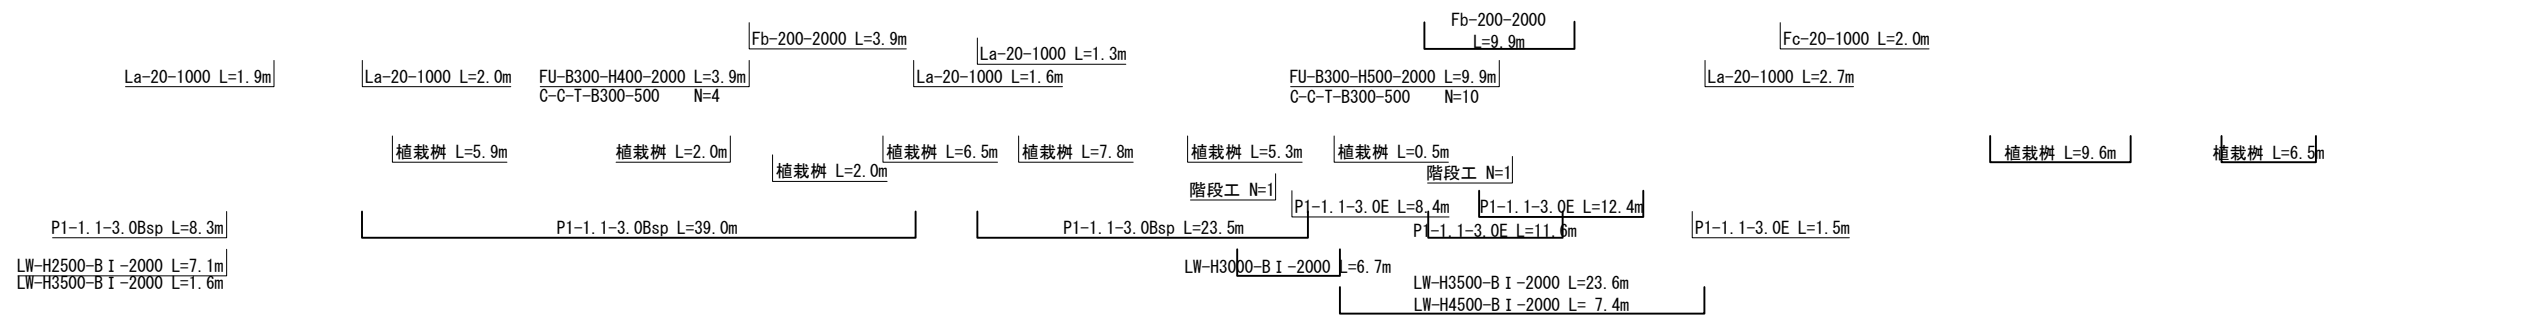 Fb-200-2000
L=9.9m
Fb-200-2000 L=3.9m
Fc-20-1000 L=2.0m
La-20-1000 L=1.3m
La-20-1000 L=1.9m
La-20-1000 L=2.0m
FU-B300-H400-2000 L=3.9m
C-C-T-B300-500 N=4
La-20-1000 L=1.6m
FU-B300-H500-2000 L=9.9m
C-C-T-B300-500 N=10
La-20-1000 L=2.7m
植栽桝 L=5.9m
植栽桝 L=2.0m
植栽桝 L=2.0m
植栽桝 L=6.5m
植栽桝 L=7.8m
植栽桝 L=5.3m
植栽桝 L=0.5m
植栽桝 L=9.6m
植栽桝 L=6.5m
階段工 N=1
階段工 N=1
P1-1.1-3.0E L=8.4m
P1-1.1-3.0E L=12.4m
P1-1.1-3.0Bsp L=8.3m
P1-1.1-3.0Bsp L=39.0m
P1-1.1-3.0Bsp L=23.5m
P1-1.1-3.0E L=11.6m
P1-1.1-3.0E L=1.5m
LW-H2500-BⅠ-2000 L=7.1m
LW-H3500-BⅠ-2000 L=1.6m
LW-H3000-BⅠ-2000 L=6.7m
LW-H3500-BⅠ-2000 L=23.6m
LW-H4500-BⅠ-2000 L= 7.4m